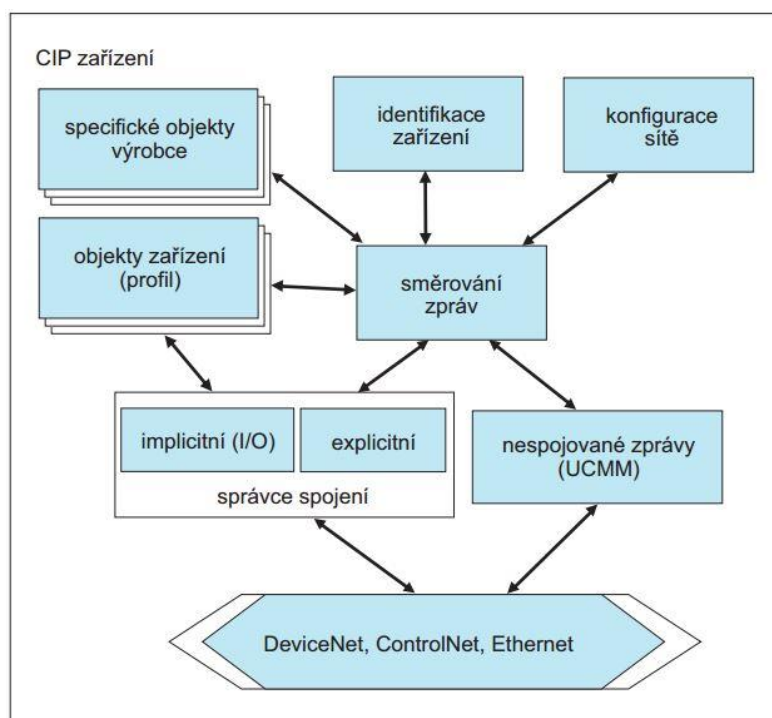 CIP zařízení
specifické objekty
výrobce
identifikace
zařízení
konfigurace
sítě
objekty zařízení
(profil)
směrování
zpráv
implicitní (I/O)
explicitní
správce spojení
nespojované zprávy
(UCMM)
DeviceNet, ControlNet, Ethernet